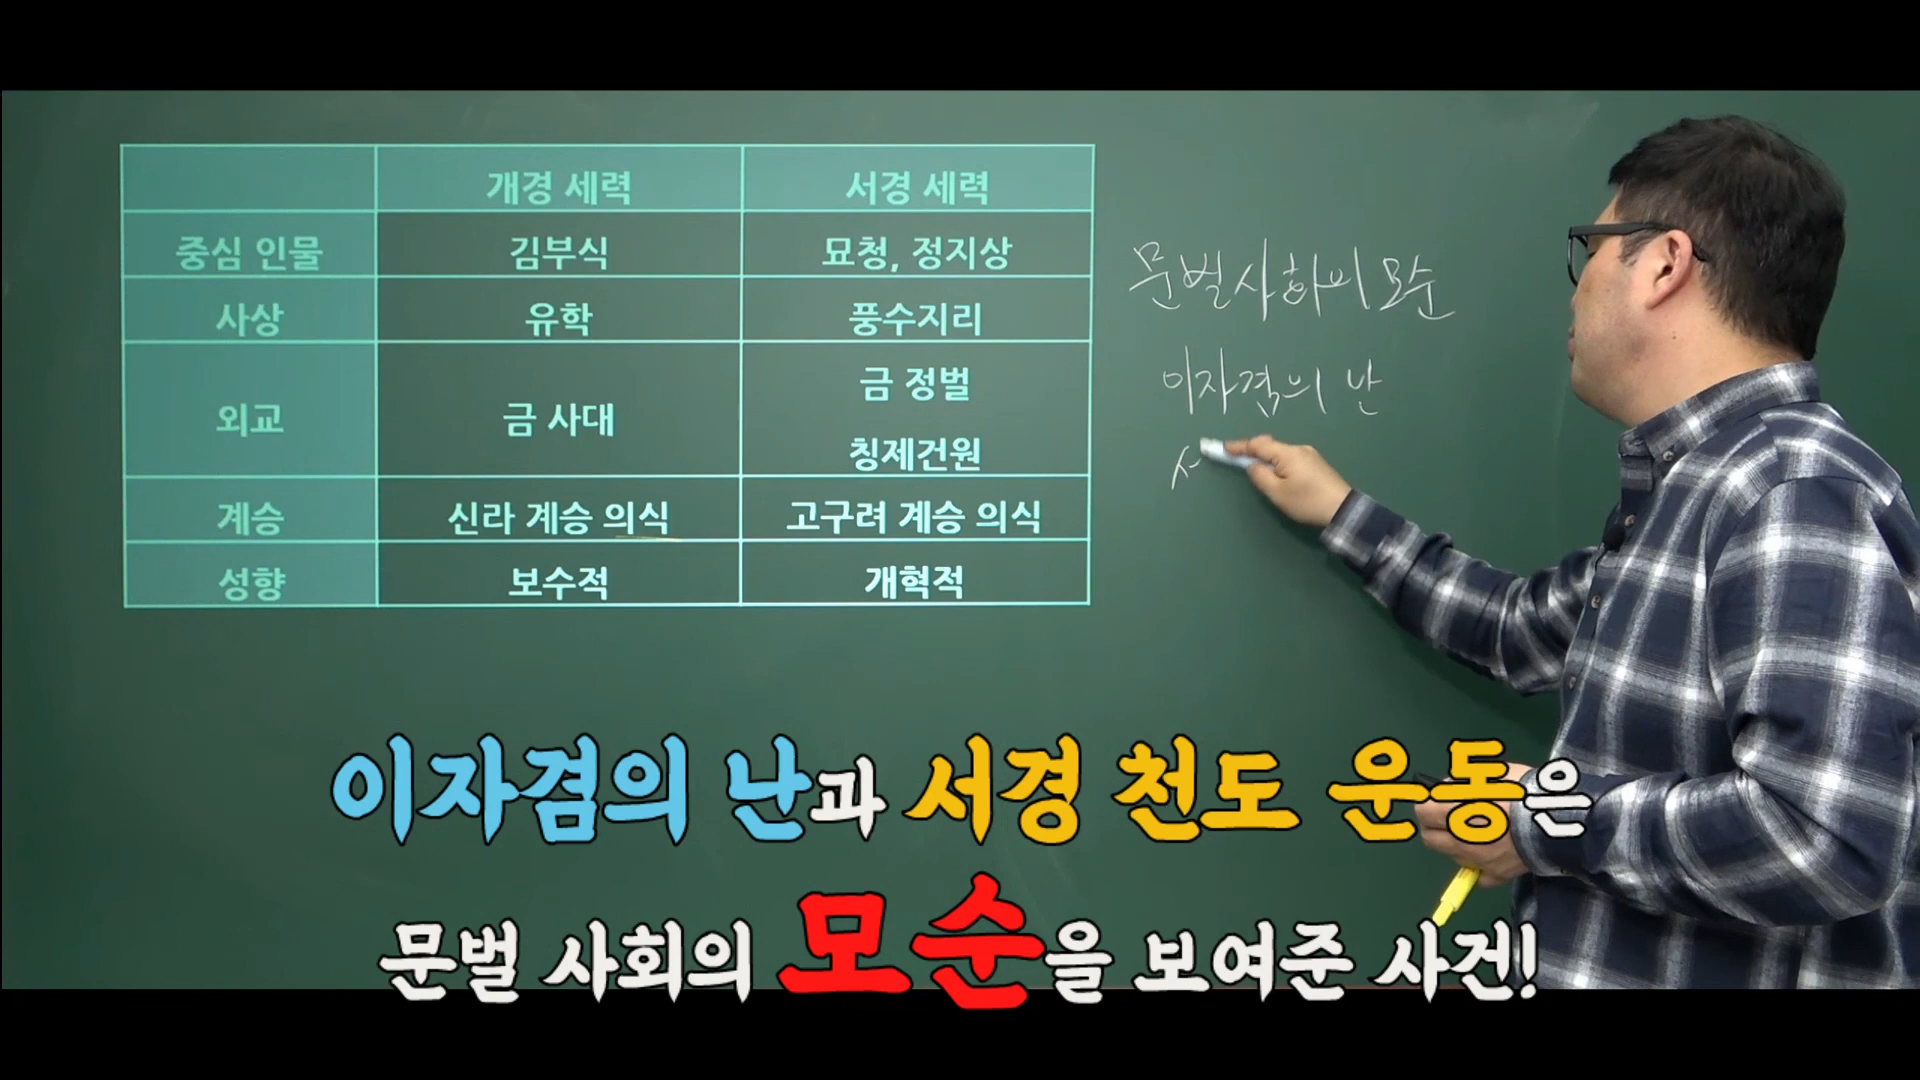 개경 세력 서경 세력
중심 인물 김부식 묘청, 정지상
사상 유학 풍수지리
외교 금 사대 금 정벌
칭제건원
계승 신라 계승 의식 고구려 계승 의식
성향 보수적 개혁적
문벌사회의 모순
이자겸의 난
서
이자겸의 난과 서경 천도 운동은
문벌 사회의 모순을 보여준 사건!